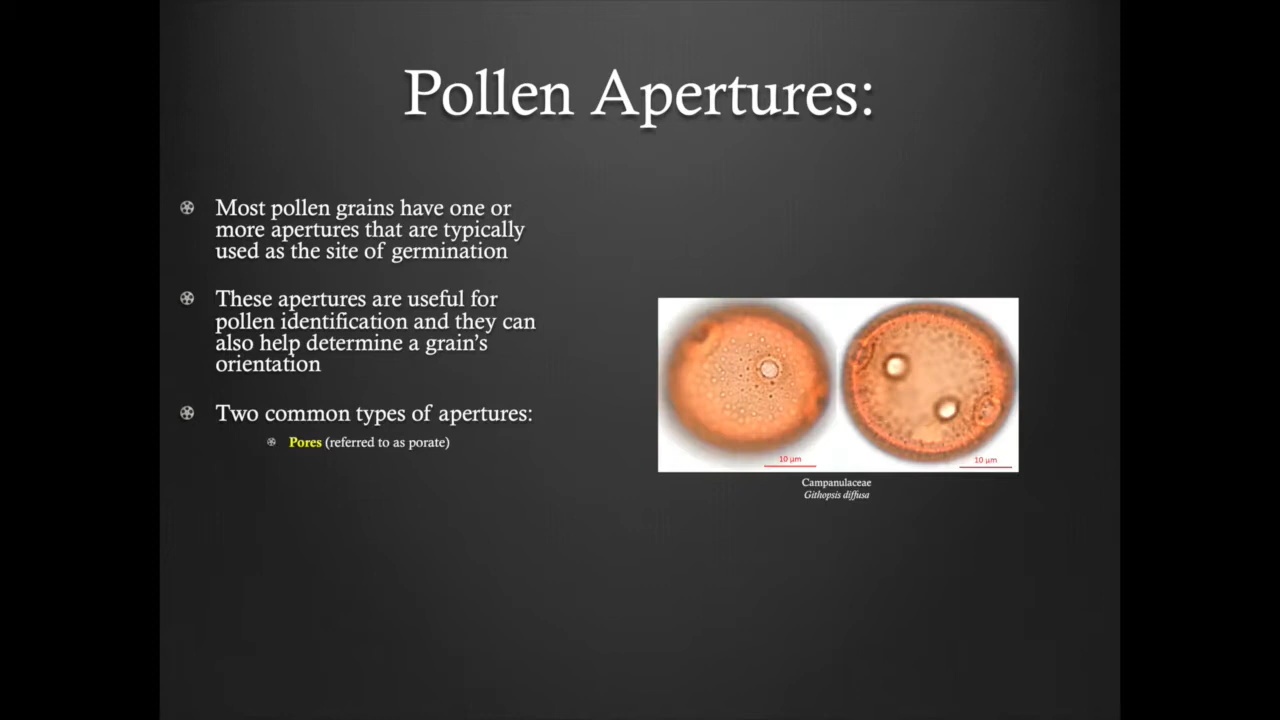 Pollen Apertures:
Most pollen grains have one or
more apertures that are typically
used as the site of germination
These apertures are useful for
pollen identification and they can
also help determine a grain's
orientation
Two common types of apertures:
Pores (referred to as porate)
10 µm
10 µm
Campanulaceae
Githopsis diffusa